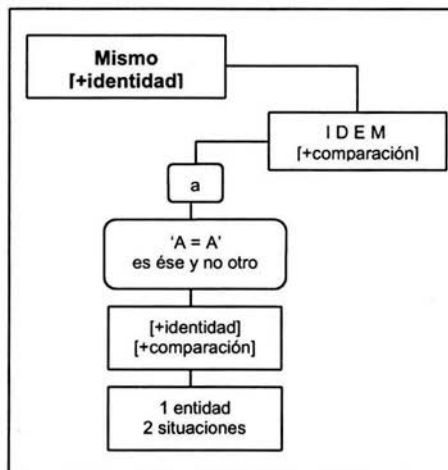 Mismo
[+identidad]
I D E M
[+comparación]
a
'A = A'
es ése y no otro
[+identidad]
[+comparación]
1 entidad
2 situaciones